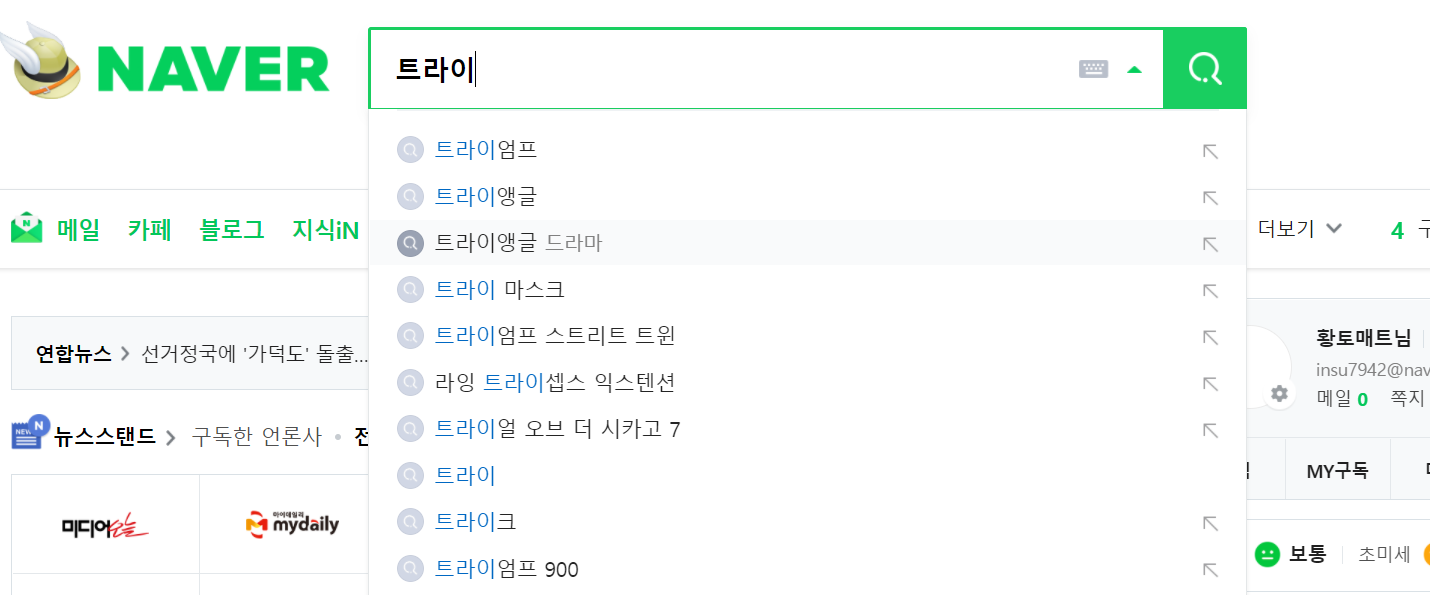 NAVER
트라이
트라이엄프
트라이앵글
트라이앵글 드라마
트라이 마스크
트라이엄프 스트리트 트윈
라잉 트라이셉스 익스텐션
트라이얼 오브 더 시카고 7
트라이
트라이크
트라이엄프 900
N
메일 카페 블로그 지식iN
더보기
4
연합뉴스 > 선거정국에 '가덕도' 돌출...
NEW N
뉴스스탠드 > 구독한 언론사
미디어오늘
마이데일리
mydaily
황토매트님
insu7942@nav
메일 0 쪽지
MY구독
보통 초미세